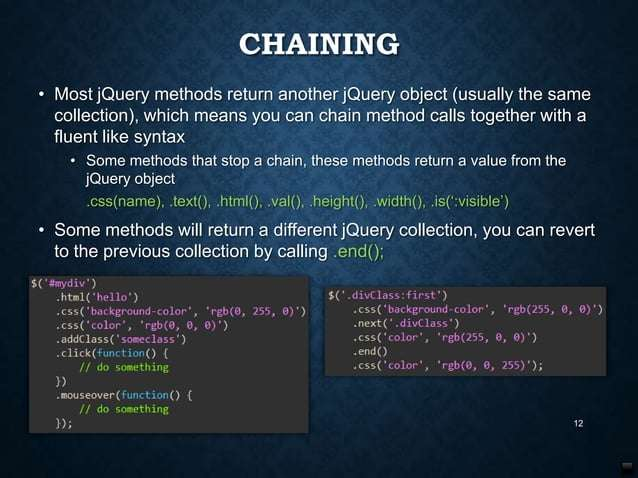 CHAINING
• Most jQuery methods return another jQuery object (usually the same
collection), which means you can chain method calls together with a
fluent like syntax
• Some methods that stop a chain, these methods return a value from the
jQuery object
.css(name), .text(), .html(), .val(), .height(), .width(), .is(‘:visible’)
• Some methods will return a different jQuery collection, you can revert
to the previous collection by calling .end();
$('#mydiv')
    .html('hello')
    .css('background-color', 'rgb(0, 255, 0)')
    .css('color', 'rgb(0, 0, 0)')
    .addClass('someclass')
    .click(function() {
        // do something
    })
    .mouseover(function() {
        // do something
    });
$('.divClass:first')
    .css('background-color', 'rgb(255, 0, 0)')
    .next('.divClass')
    .css('color', 'rgb(255, 0, 0)')
    .end()
    .css('color', 'rgb(0, 0, 255)');
12